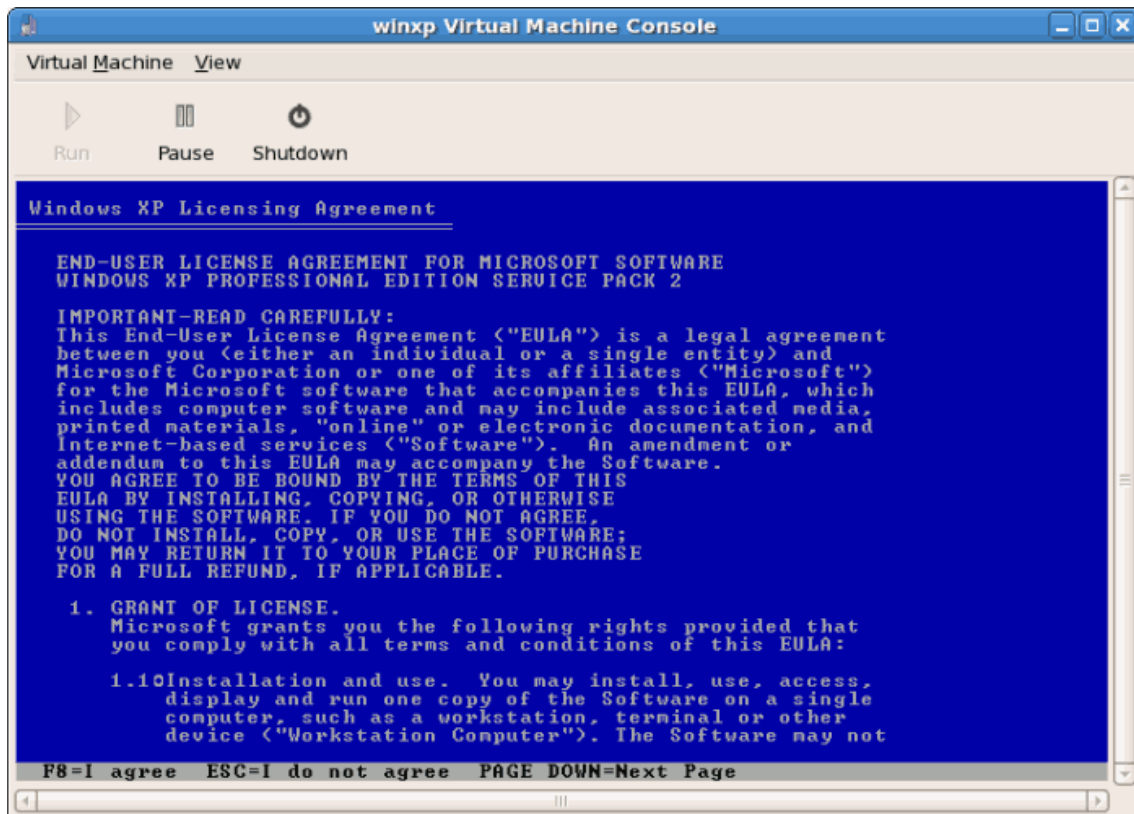 winxp Virtual Machine Console
Virtual Machine View
Run Pause Shutdown
Windows XP Licensing Agreement
END-USER LICENSE AGREEMENT FOR MICROSOFT SOFTWARE
WINDOWS XP PROFESSIONAL EDITION SERVICE PACK 2
IMPORTANT-READ CAREFULLY:
This End-User License Agreement ("EULA") is a legal agreement
between you (either an individual or a single entity) and
Microsoft Corporation or one of its affiliates ("Microsoft")
for the Microsoft software that accompanies this EULA, which
includes computer software and may include associated media,
printed materials, "online" or electronic documentation, and
Internet-based services ("Software"). An amendment or
addendum to this EULA may accompany the Software.
YOU AGREE TO BE BOUND BY THE TERMS OF THIS
EULA BY INSTALLING, COPYING, OR OTHERWISE
USING THE SOFTWARE. IF YOU DO NOT AGREE,
DO NOT INSTALL, COPY, OR USE THE SOFTWARE;
YOU MAY RETURN IT TO YOUR PLACE OF PURCHASE
FOR A FULL REFUND, IF APPLICABLE.
1. GRANT OF LICENSE.
Microsoft grants you the following rights provided that
you comply with all terms and conditions of this EULA:
1.1◘Installation and use. You may install, use, access,
display and run one copy of the Software on a single
computer, such as a workstation, terminal or other
device ("Workstation Computer"). The Software may not
F8=I agree ESC=I do not agree PAGE DOWN=Next Page